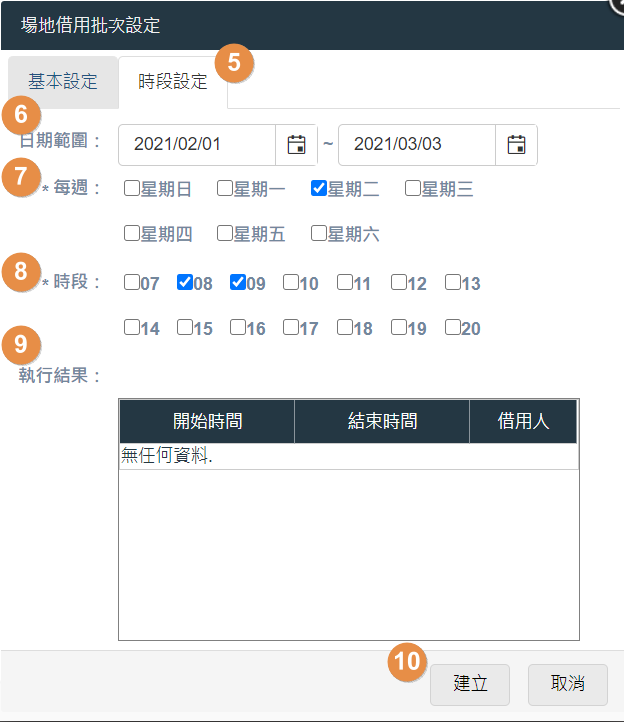 場地借用批次設定
基本設定 時段設定 5
6
日期範圍： 2021/02/01 ~ 2021/03/03
7 * 每週： 星期日 星期一 星期二 星期三
星期四 星期五 星期六
8 * 時段： 07 08 09 10 11 12 13
14 15 16 17 18 19 20
9
執行結果：
開始時間 結束時間 借用人
無任何資料.
10 建立 取消